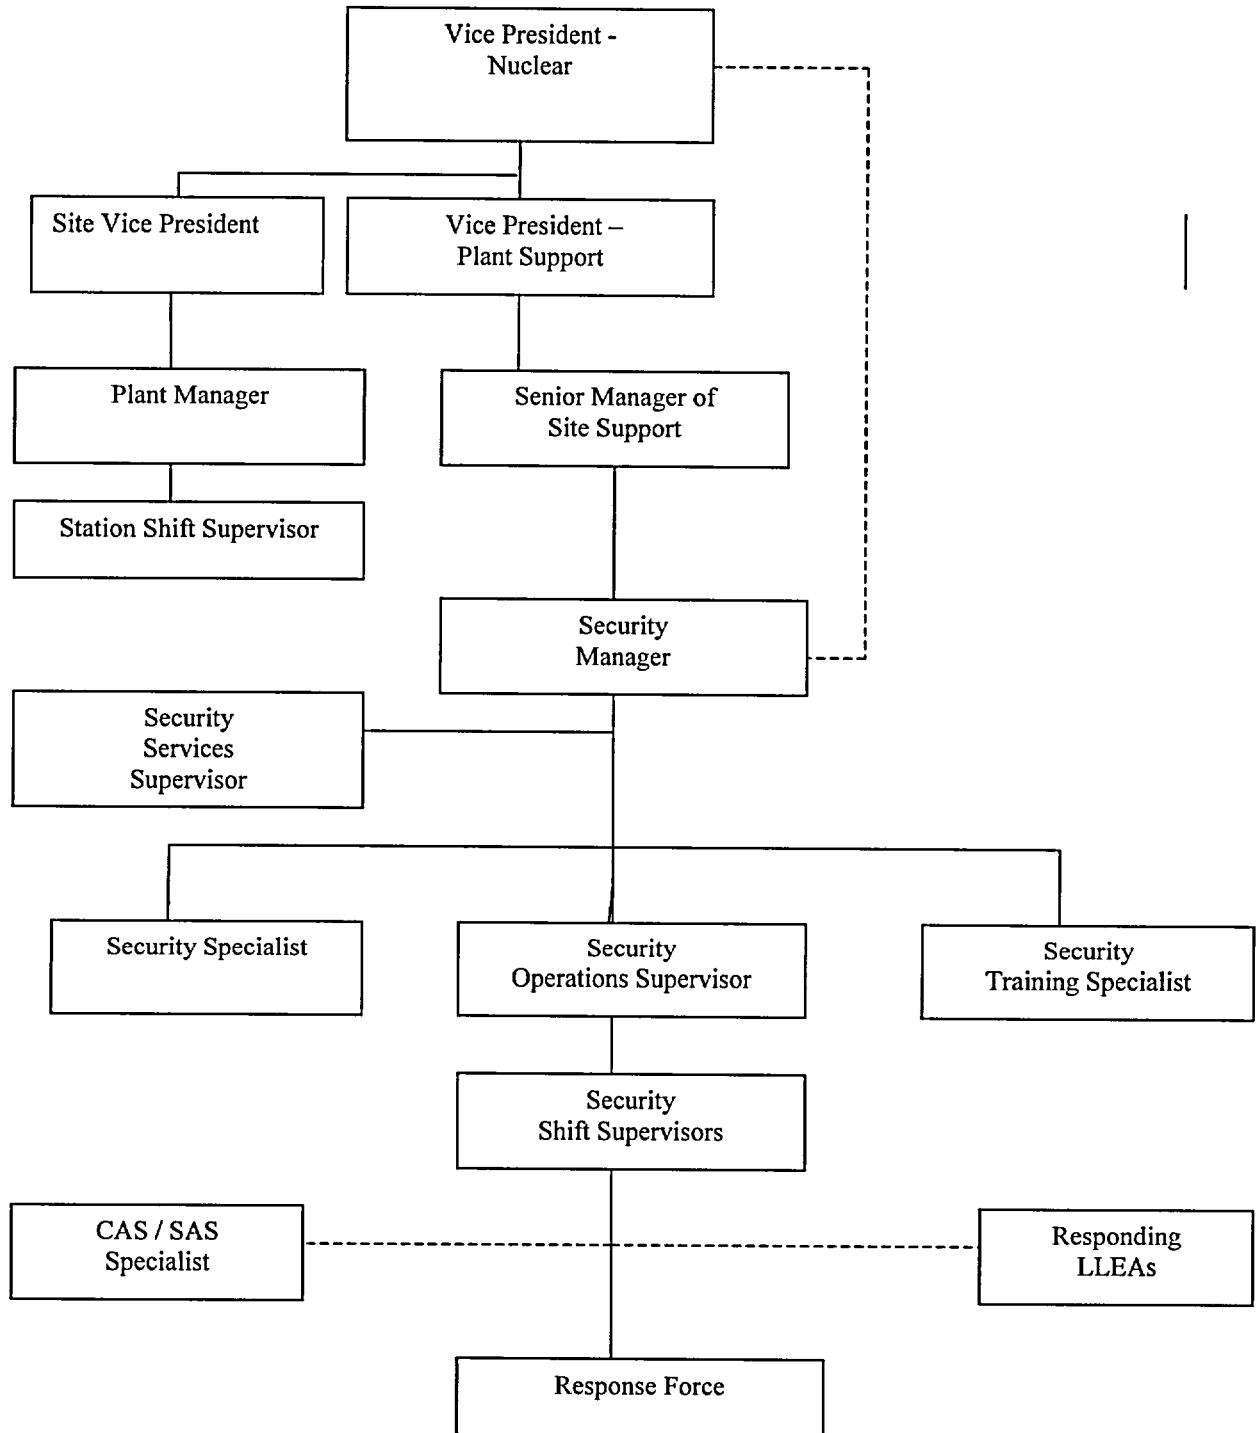 Vice President -
Nuclear
Site Vice President
Vice President –
Plant Support
Plant Manager
Senior Manager of
Site Support
Station Shift Supervisor
Security
Manager
Security
Services
Supervisor
Security Specialist
Security
Operations Supervisor
Security
Training Specialist
Security
Shift Supervisors
CAS / SAS
Specialist
Responding
LLEAs
Response Force